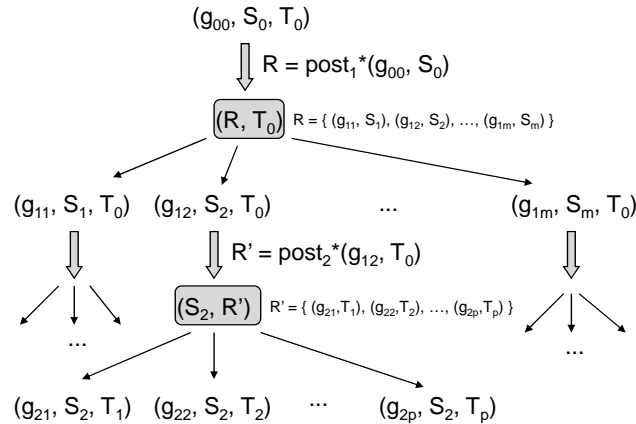 (g₀₀, S₀, T₀)
R = post₁*(g₀₀, S₀)
(R, T₀) R = { (g₁₁, S₁), (g₁₂, S₂), …, (g₁ₘ, Sₘ) }
(g₁₁, S₁, T₀) (g₁₂, S₂, T₀) ... (g₁ₘ, Sₘ, T₀)
R’ = post₂*(g₁₂, T₀)
(S₂, R’) R’ = { (g₂₁,T₁), (g₂₂,T₂), …, (g₂ₚ,Tₚ) }
... ...
(g₂₁, S₂, T₁) (g₂₂, S₂, T₂) ... (g₂ₚ, S₂, Tₚ)